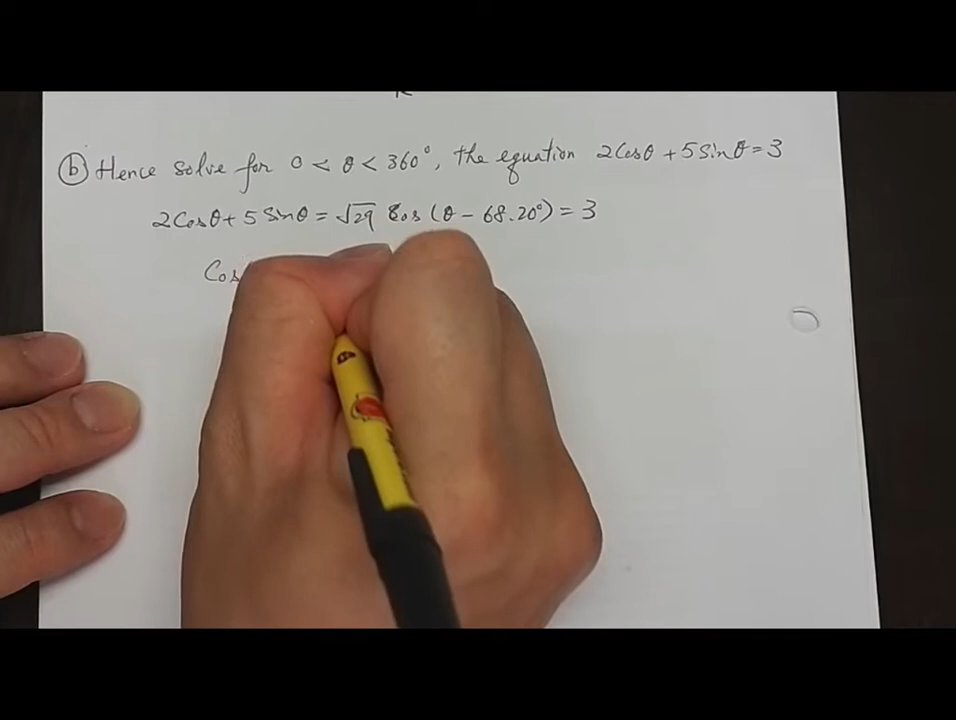 ⓑ Hence solve for 0 < θ < 360°, the equation 2Cosθ + 5Sinθ = 3
2Cosθ + 5Sinθ = √29 Cos (θ − 68.20°) = 3
Cos